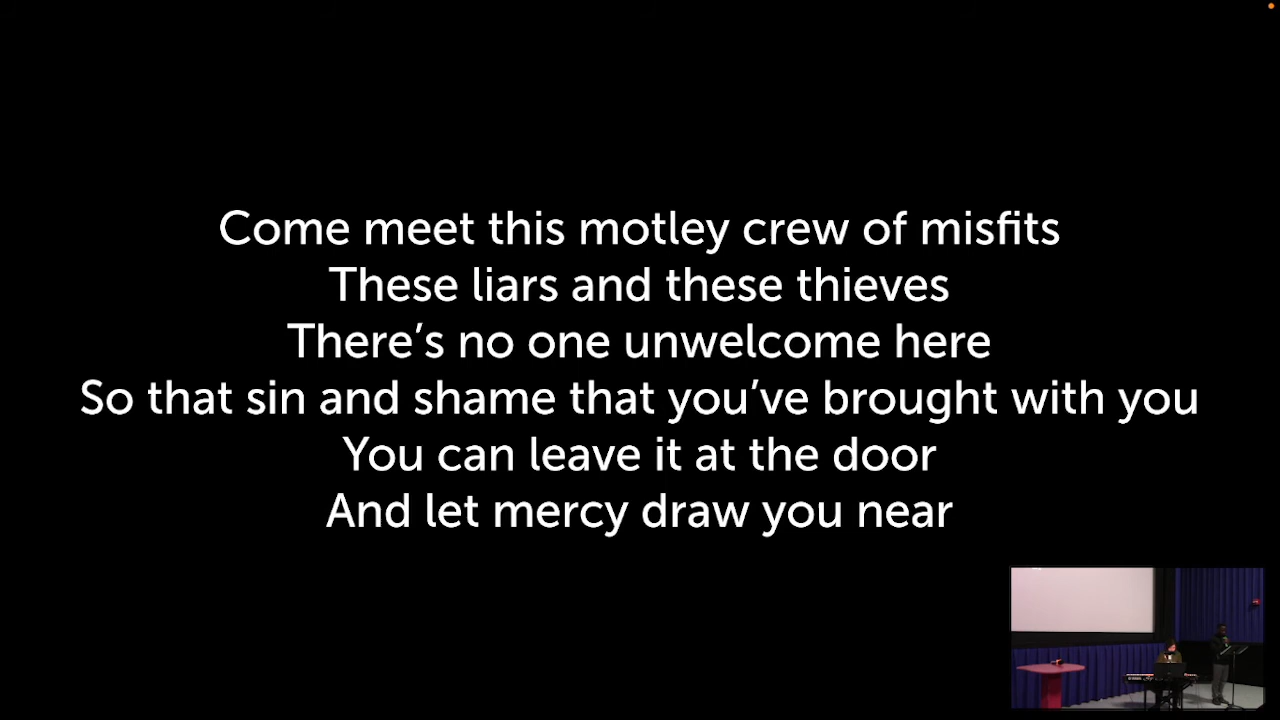 Come meet this motley crew of misfits
These liars and these thieves
There’s no one unwelcome here
So that sin and shame that you’ve brought with you
You can leave it at the door
And let mercy draw you near